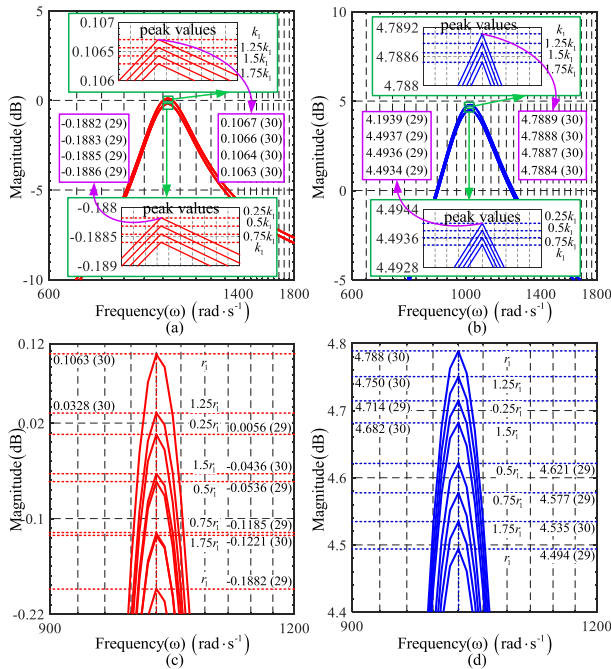 5
0
-5
-10
Magnitude(dB)
0.107
0.1065
0.106
peak values
k₁
1.25k₁
1.5k₁
1.75k₁
-0.1882 (29)
-0.1883 (29)
-0.1885 (29)
-0.1886 (29)
0.1067 (30)
0.1066 (30)
0.1064 (30)
0.1063 (30)
-0.188
-0.1885
-0.189
peak values
0.25k₁
0.5k₁
0.75k₁
k₁
600
1400
1800
Frequency(ω) (rad·s⁻¹)
(a)
10
5
0
-5
Magnitude(dB)
4.7892
4.7886
4.788
peak values
k₁
1.25k₁
1.5k₁
1.75k₁
4.1939 (29)
4.4937 (29)
4.4936 (29)
4.4934 (29)
4.7889 (30)
4.7888 (30)
4.7887 (30)
4.7884 (30)
4.4944
4.4936
4.4928
peak values
0.25k₁
0.5k₁
0.75k₁
k₁
600
1000
1400
1800
Frequency(ω) (rad·s⁻¹)
(b)
0.12
0.02
-0.1
-0.22
Magnitude(dB)
0.1063 (30)
r₁
0.0328 (30)
1.25r₁
0.25r₁
0.0056 (29)
1.5r₁
-0.0436 (30)
0.5r₁
-0.0536 (29)
0.75r₁
-0.1185 (29)
1.75r₁
-0.1221 (30)
r₁
-0.1882 (29)
900
1200
Frequency(ω) (rad·s⁻¹)
(c)
4.8
4.7
4.6
4.5
4.4
Magnitude(dB)
4.788 (30)
r₁
4.750 (30)
1.25r₁
4.714 (29)
0.25r₁
4.682 (30)
1.5r₁
0.5r₁
4.621 (29)
0.75r₁
4.577 (29)
1.75r₁
4.535 (30)
r₁
4.494 (29)
900
1200
Frequency(ω) (rad·s⁻¹)
(d)